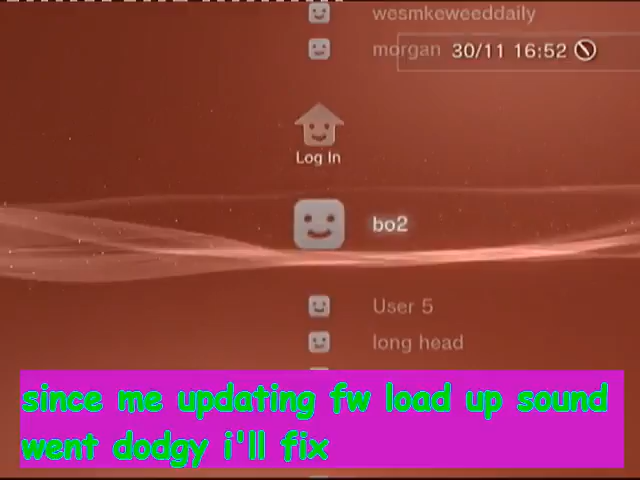 wesmkeweeddaily
morgan
30/11 16:52
Log In
bo2
User 5
long head
since me updating fw load up sound
went dodgy i'll fix